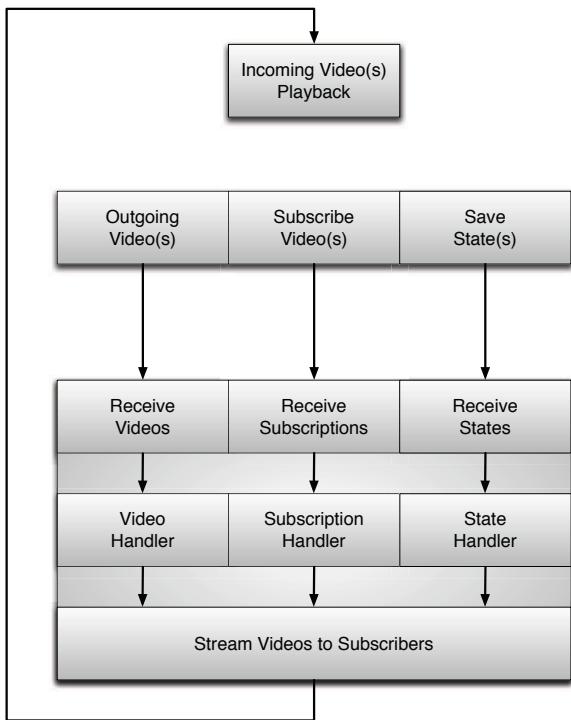 Incoming Video(s)
Playback
Outgoing
Video(s)
Subscribe
Video(s)
Save
State(s)
Receive
Videos
Receive
Subscriptions
Receive
States
Video
Handler
Subscription
Handler
State
Handler
Stream Videos to Subscribers